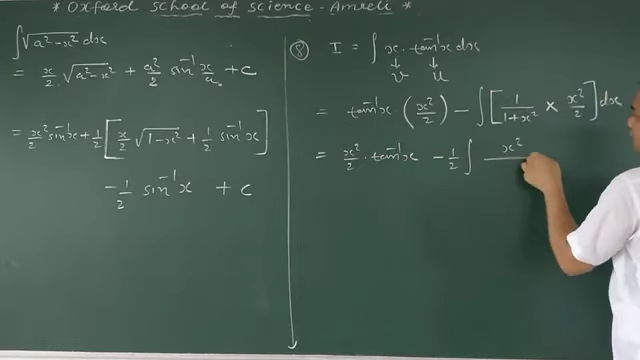 * Oxford School of science - Amreli *
∫√(a²-x²) dx
= x/2 · √(a²-x²) + a²/2 sin⁻¹ x/a + c
= x²/2 sin⁻¹x + 1/2 [ x/2 √(1-x²) + 1/2 sin⁻¹x ]
- 1/2 sin⁻¹x + c
⑧ I = ∫ x · tan⁻¹x dx
↓ ↓
v u
= tan⁻¹x (x²/2) - ∫ [ 1/(1+x²) × x²/2 ] dx
= x²/2 · tan⁻¹x - 1/2 ∫ x²